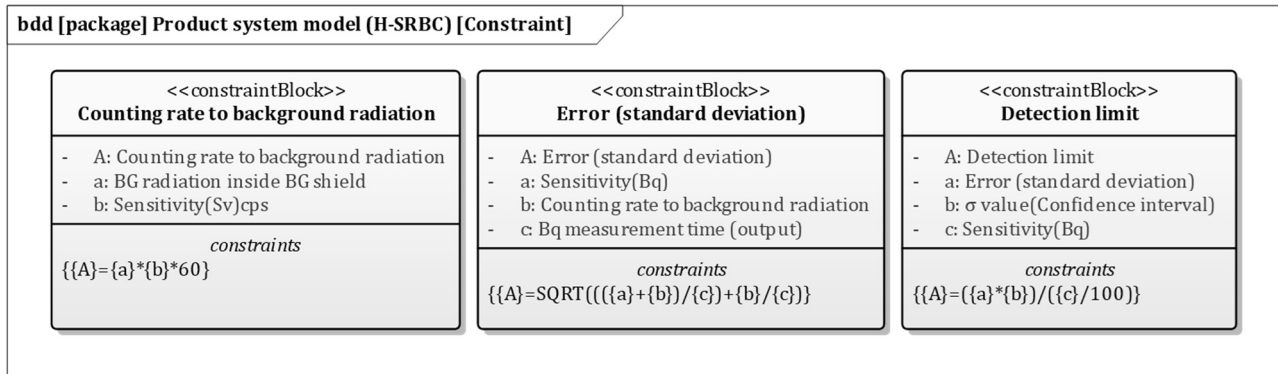 bdd [package] Product system model (H-SRBC) [Constraint]
<<constraintBlock>>
Counting rate to background radiation
- A: Counting rate to background radiation
- a: BG radiation inside BG shield
- b: Sensitivity(Sv)cps
constraints
{{A}={a}*{b}*60}
<<constraintBlock>>
Error (standard deviation)
- A: Error (standard deviation)
- a: Sensitivity(Bq)
- b: Counting rate to background radiation
- c: Bq measurement time (output)
constraints
{{A}=SQRT((({a}+{b})/{c})+{b}/{c})}
<<constraintBlock>>
Detection limit
- A: Detection limit
- a: Error (standard deviation)
- b: σ value(Confidence interval)
- c: Sensitivity(Bq)
constraints
{{A}=({a}*{b})/({c}/100)}